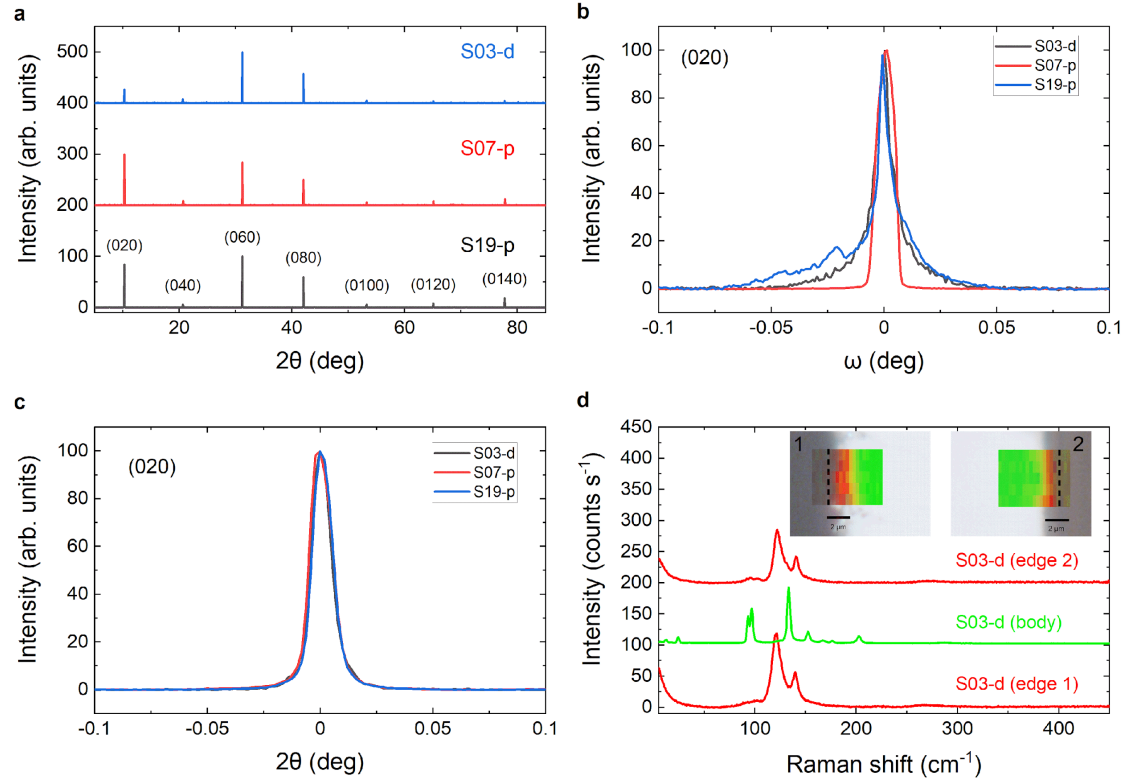 a
Intensity (arb. units)
500
400
300
200
100
0
S03-d
S07-p
S19-p
(020)
(040)
(060)
(080)
(0100)
(0120)
(0140)
20
40
60
80
2θ (deg)
b
Intensity (arb. units)
100
80
60
40
20
0
(020)
S03-d
S07-p
S19-p
-0.1
-0.05
0
0.05
0.1
ω (deg)
c
Intensity (arb. units)
100
80
60
40
20
0
(020)
S03-d
S07-p
S19-p
-0.1
-0.05
0
0.05
0.1
2θ (deg)
d
Intensity (counts s⁻¹)
450
400
350
300
250
200
150
100
50
0
1
2 µm
2
2 µm
S03-d (edge 2)
S03-d (body)
S03-d (edge 1)
100
200
300
400
Raman shift (cm⁻¹)